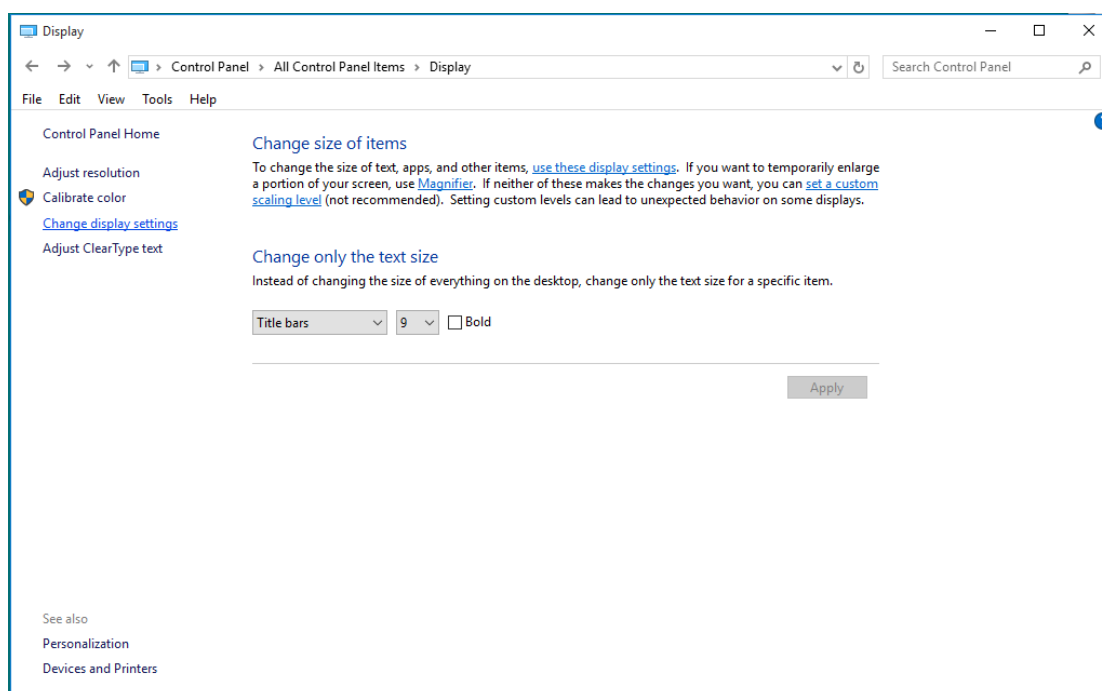 Display
Control Panel > All Control Panel Items > Display
Search Control Panel
File Edit View Tools Help
Control Panel Home
Adjust resolution
Calibrate color
Change display settings
Adjust ClearType text
Change size of items
To change the size of text, apps, and other items, use these display settings. If you want to temporarily enlarge
a portion of your screen, use Magnifier. If neither of these makes the changes you want, you can set a custom
scaling level (not recommended). Setting custom levels can lead to unexpected behavior on some displays.
Change only the text size
Instead of changing the size of everything on the desktop, change only the text size for a specific item.
Title bars 9 Bold
Apply
See also
Personalization
Devices and Printers